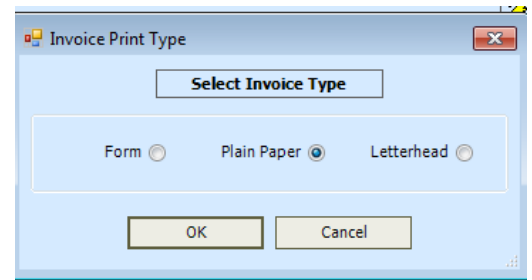 Invoice Print Type
Select Invoice Type
Form Plain Paper Letterhead
OK Cancel